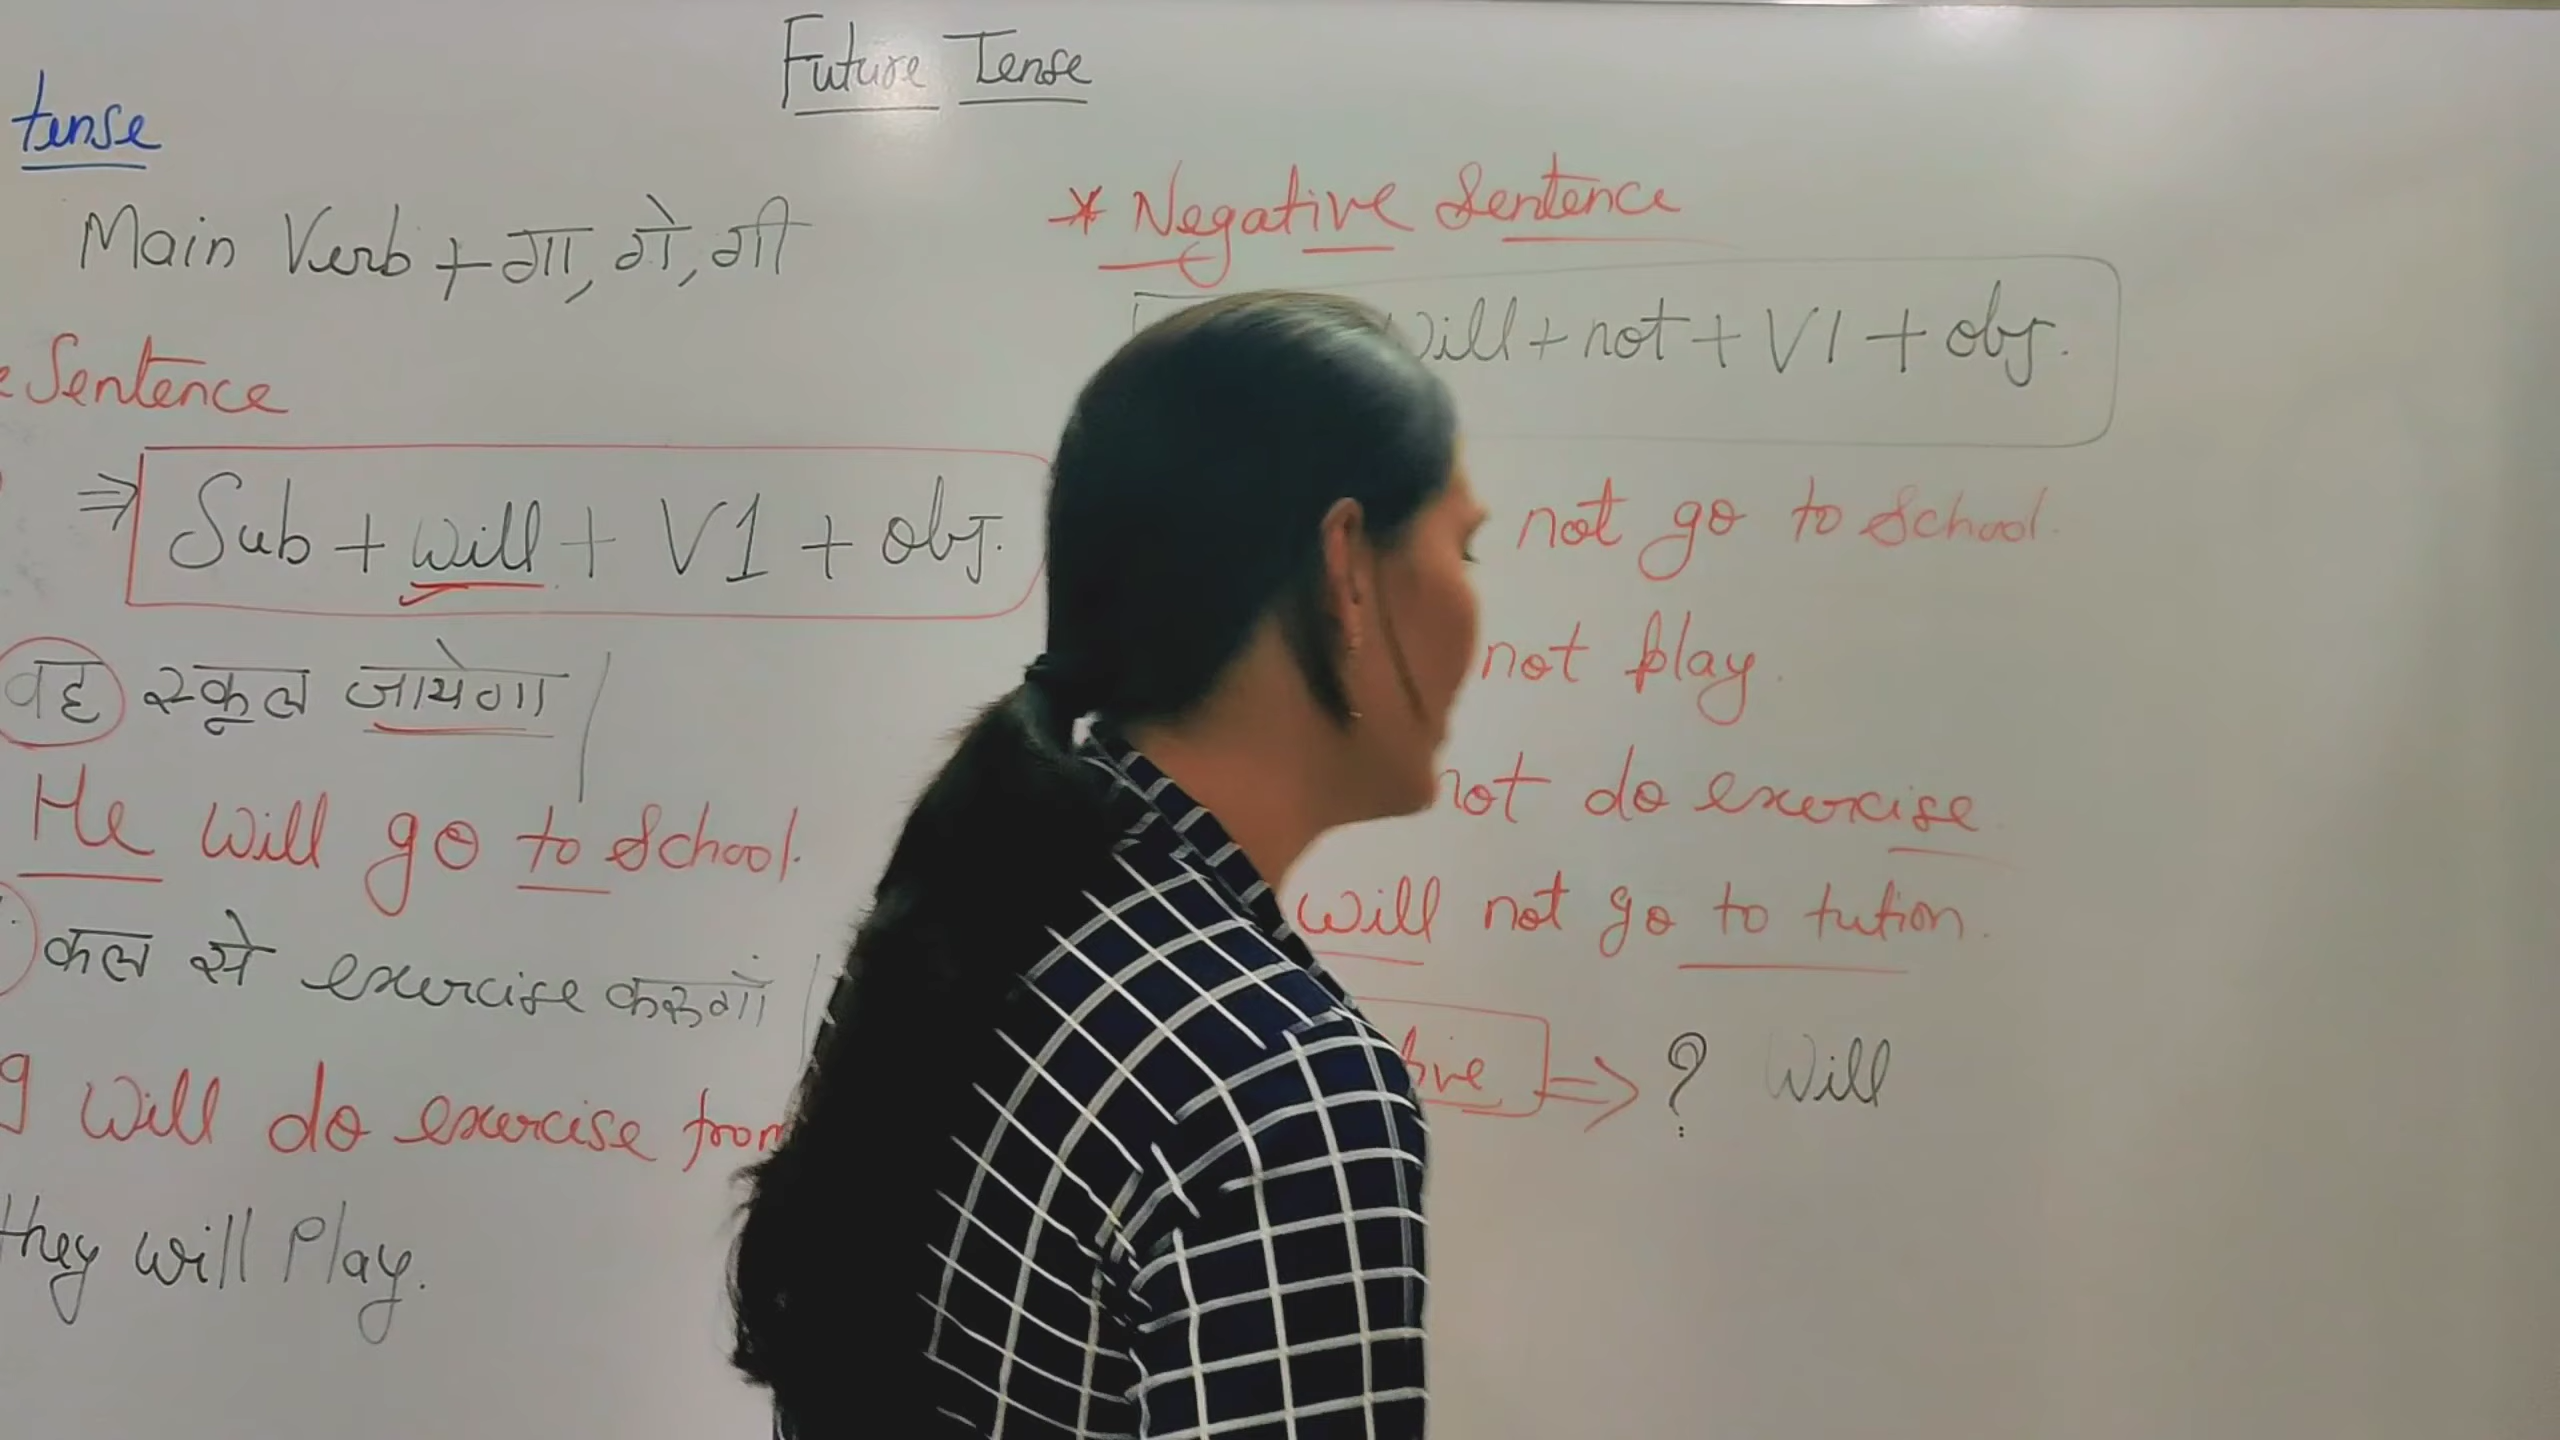 Future Tense
tense
Main Verb + गा, गे, गी
Sentence
⇒ Sub + will + V1 + obj.
वह स्कूल जायेगा
He will go to School.
कल से exercise करूगां
I will do exercise from
they will Play.
* Negative Sentence
will + not + V1 + obj.
not go to School.
not play.
not do exercise
will not go to tution.
⇒ ? Will